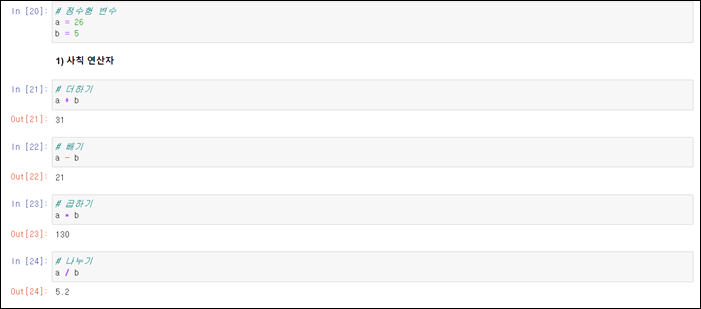 In [20]: # 정수형 변수
a = 26
b = 5
1) 사칙 연산자
In [21]: # 더하기
a + b
Out[21]: 31
In [22]: # 빼기
a - b
Out[22]: 21
In [23]: # 곱하기
a * b
Out[23]: 130
In [24]: # 나누기
a / b
Out[24]: 5.2